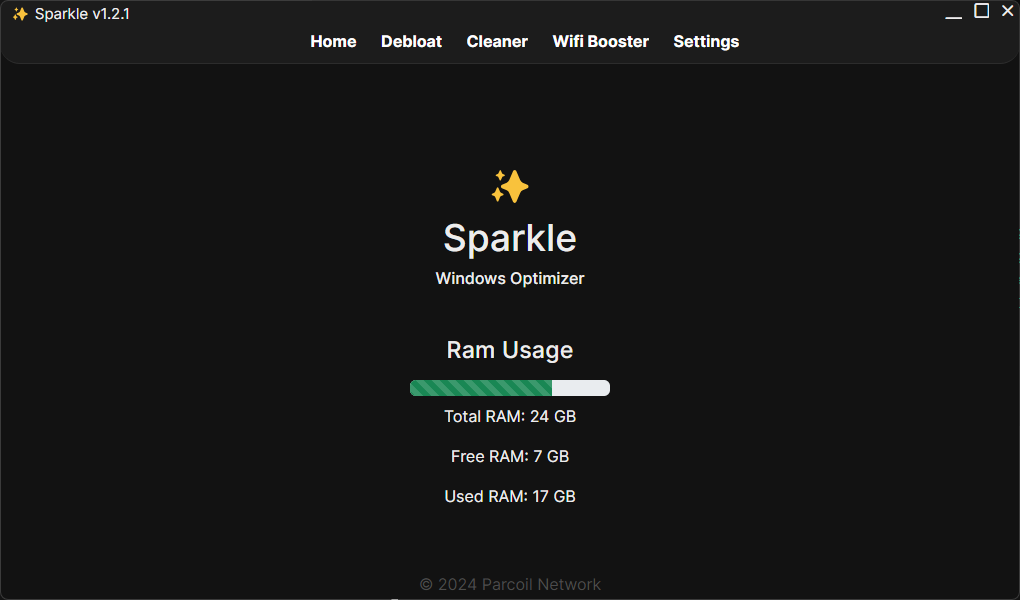 Sparkle v1.2.1
Home Debloat Cleaner Wifi Booster Settings
Sparkle
Windows Optimizer
Ram Usage
Total RAM: 24 GB
Free RAM: 7 GB
Used RAM: 17 GB
© 2024 Parcoil Network